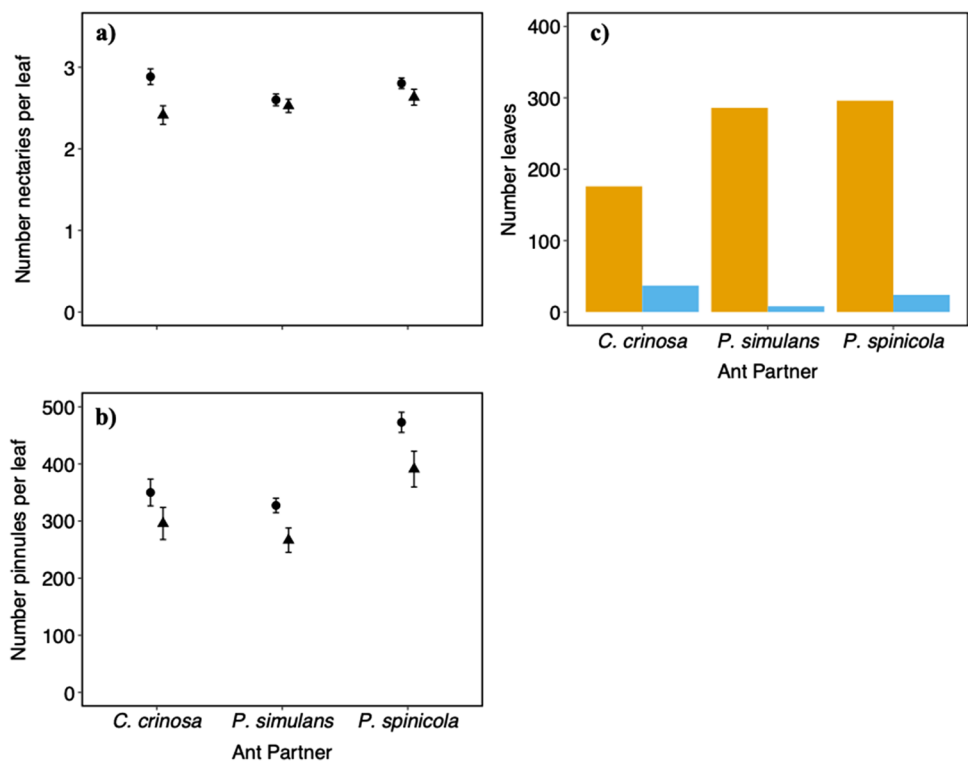 a)
Number nectaries per leaf
3
2
1
0
b)
Number pinnules per leaf
500
400
300
200
100
0
C. crinosa P. simulans P. spinicola
Ant Partner
c)
Number leaves
400
300
200
100
0
C. crinosa P. simulans P. spinicola
Ant Partner